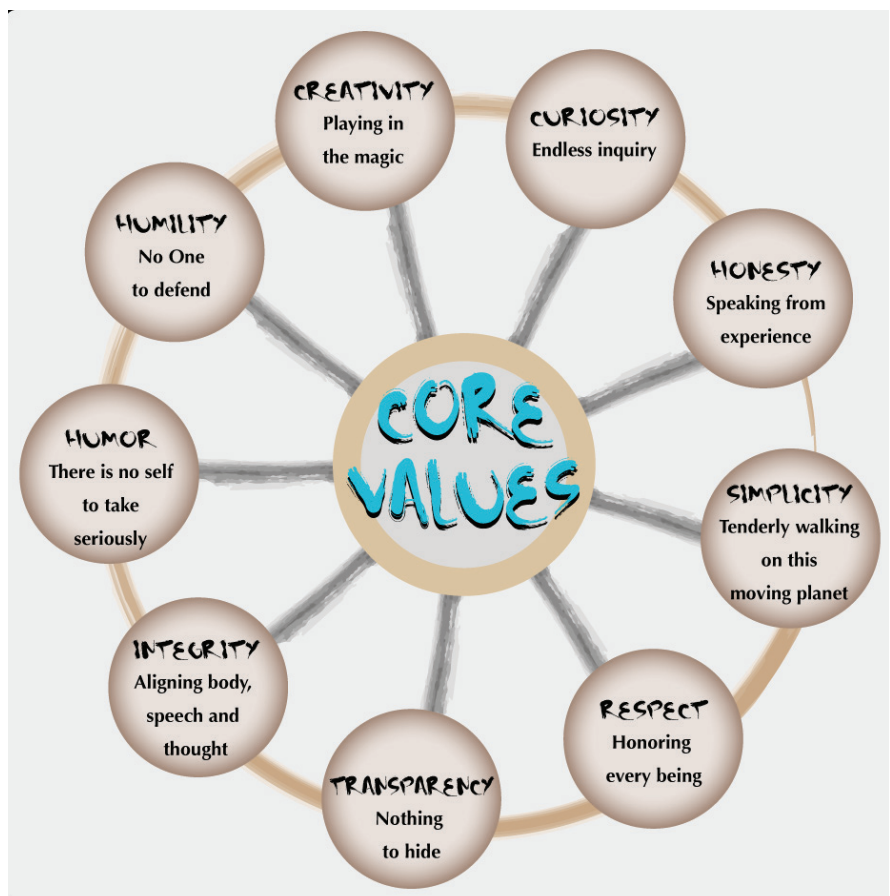 CORE
VALUES
CREATIVITY
Playing in
the magic
CURIOSITY
Endless inquiry
HONESTY
Speaking from
experience
SIMPLICITY
Tenderly walking
on this
moving planet
RESPECT
Honoring
every being
TRANSPARENCY
Nothing
to hide
INTEGRITY
Aligning body,
speech and
thought
HUMOR
There is no self
to take
seriously
HUMILITY
No One
to defend